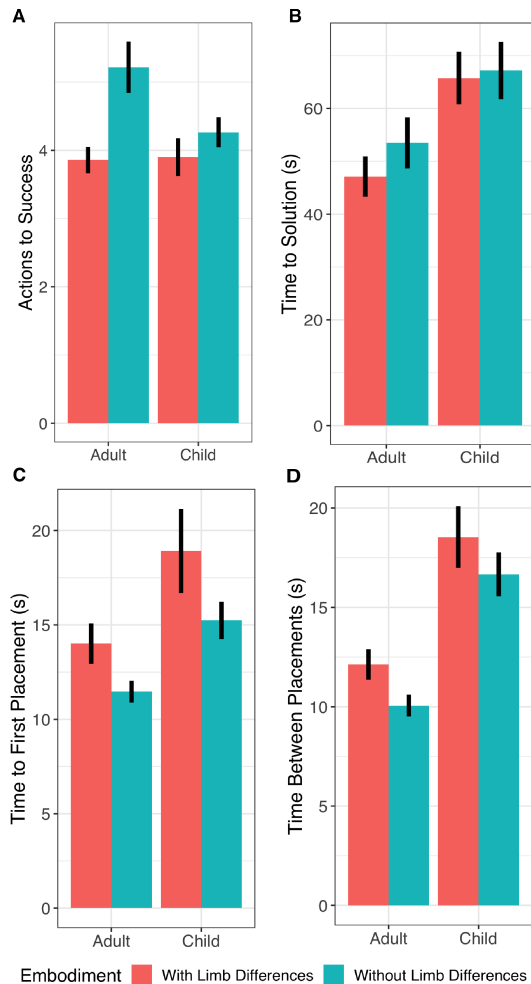 A
Actions to Success
4
2
0
Adult Child
B
Time to Solution (s)
60
40
20
0
Adult Child
C
Time to First Placement (s)
20
15
10
5
0
Adult Child
D
Time Between Placements (s)
20
15
10
5
0
Adult Child
Embodiment With Limb Differences Without Limb Differences